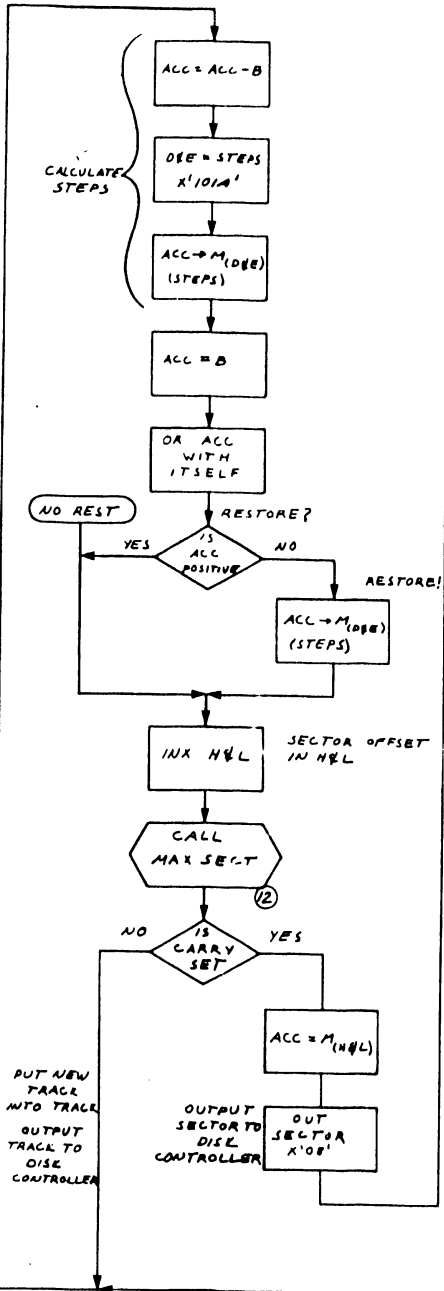 ACC = ACC - B
CALCULATE
STEPS
D&E = STEPS
X'101A'
ACC → M(D&E)
(STEPS)
ACC = B
OR ACC
WITH
ITSELF
NO REST
RESTORE?
YES
IS
ACC
POSITIVE
NO
RESTORE!
ACC → M(D&E)
(STEPS)
INX H&L
SECTOR OFFSET
IN H&L
CALL
MAX SECT
12
NO
IS
CARRY
SET
YES
ACC = M(H&L)
PUT NEW
TRACK
INTO TRACK
OUTPUT
TRACK TO
DISK
CONTROLLER
OUTPUT
SECTOR TO
DISK
CONTROLLER
OUT
SECTOR
X'0E'